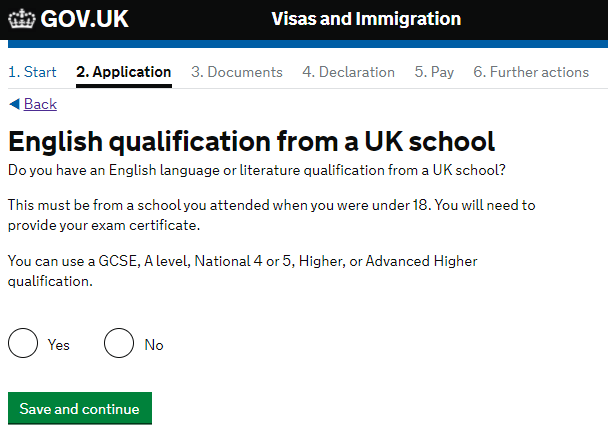 GOV.UK
Visas and Immigration
1. Start 2. Application 3. Documents 4. Declaration 5. Pay 6. Further actions
Back
English qualification from a UK school
Do you have an English language or literature qualification from a UK school?
This must be from a school you attended when you were under 18. You will need to
provide your exam certificate.
You can use a GCSE, A level, National 4 or 5, Higher, or Advanced Higher
qualification.
Yes No
Save and continue